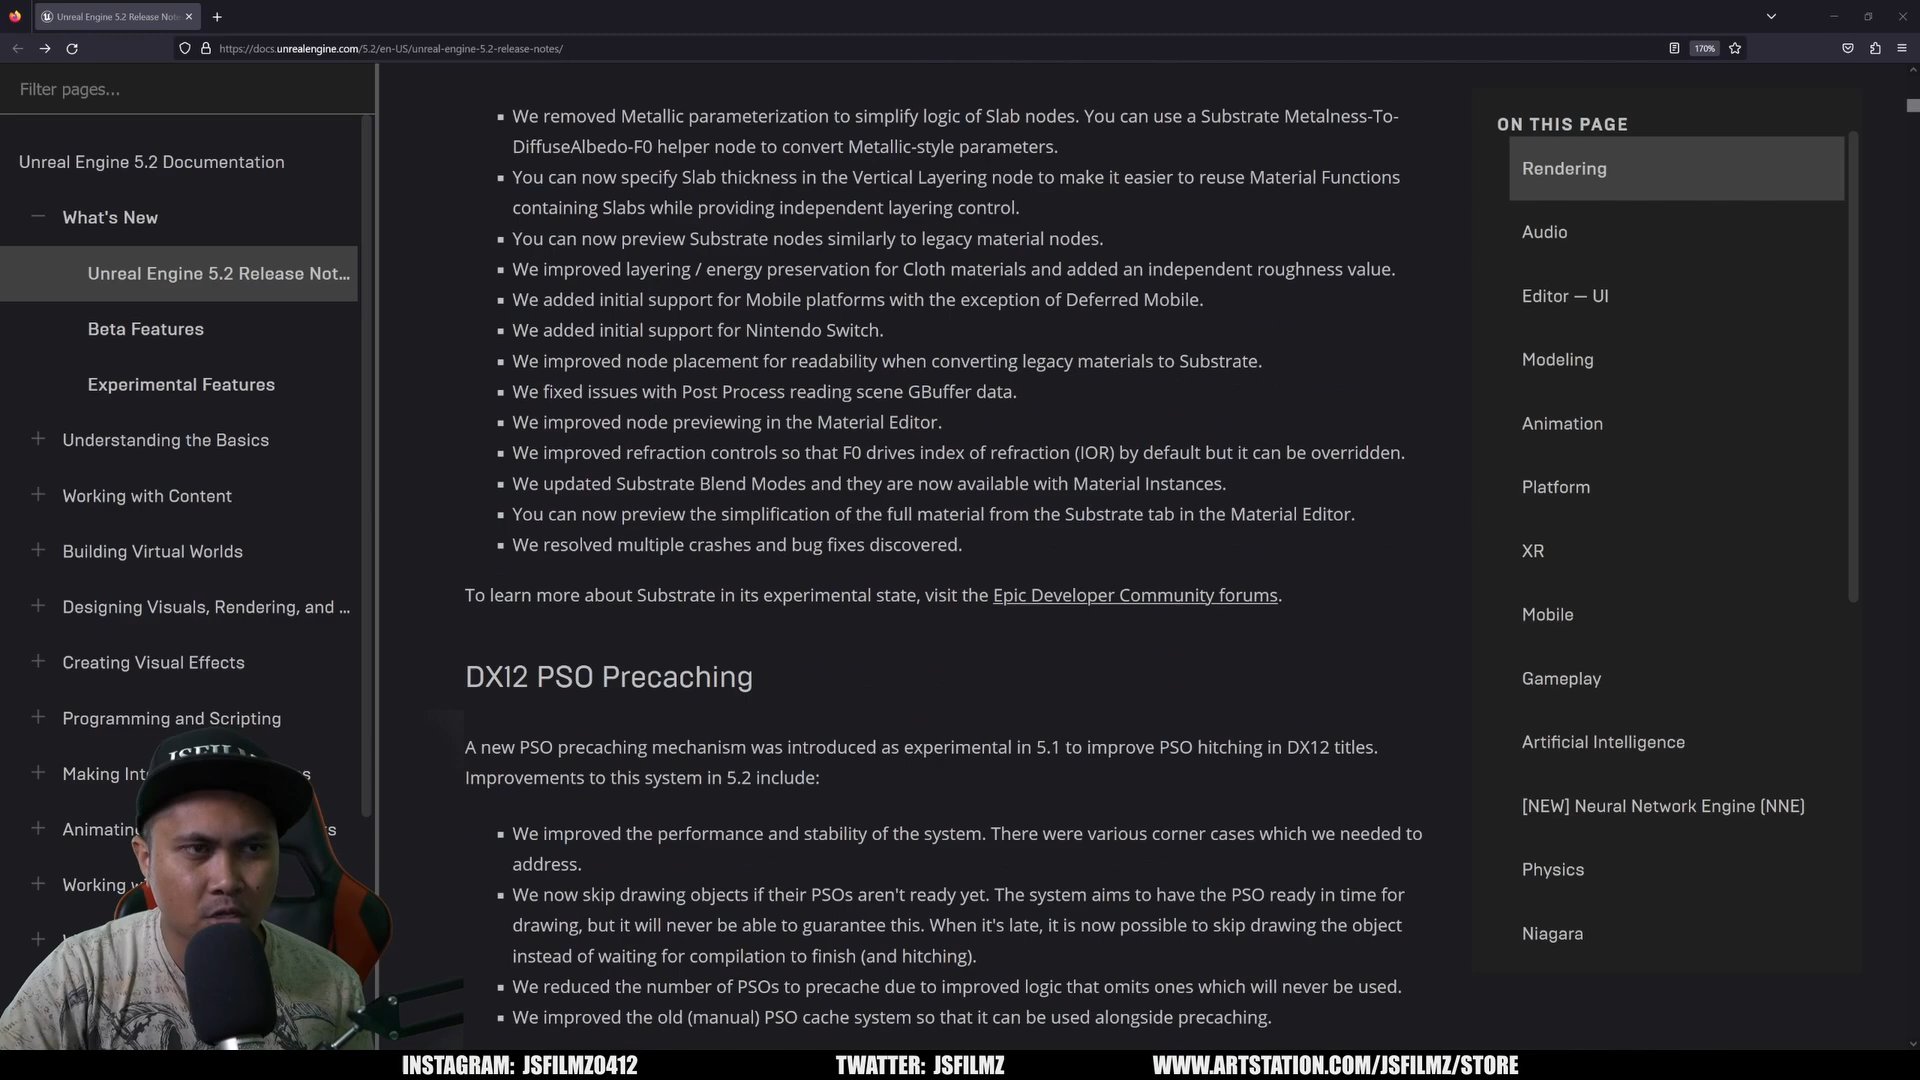 Unreal Engine 5.2 Release Note
https://docs.unrealengine.com/5.2/en-US/unreal-engine-5.2-release-notes/
170%
Filter pages...
Unreal Engine 5.2 Documentation
What's New
Unreal Engine 5.2 Release Not...
Beta Features
Experimental Features
Understanding the Basics
Working with Content
Building Virtual Worlds
Designing Visuals, Rendering, and ...
Creating Visual Effects
Programming and Scripting
Making
Working
JSFILMZ
We removed Metallic parameterization to simplify logic of Slab nodes. You can use a Substrate Metalness-To-
DiffuseAlbedo-F0 helper node to convert Metallic-style parameters.
You can now specify Slab thickness in the Vertical Layering node to make it easier to reuse Material Functions
containing Slabs while providing independent layering control.
You can now preview Substrate nodes similarly to legacy material nodes.
We improved layering / energy preservation for Cloth materials and added an independent roughness value.
We added initial support for Mobile platforms with the exception of Deferred Mobile.
We added initial support for Nintendo Switch.
We improved node placement for readability when converting legacy materials to Substrate.
We fixed issues with Post Process reading scene GBuffer data.
We improved node previewing in the Material Editor.
We improved refraction controls so that F0 drives index of refraction (IOR) by default but it can be overridden.
We updated Substrate Blend Modes and they are now available with Material Instances.
You can now preview the simplification of the full material from the Substrate tab in the Material Editor.
We resolved multiple crashes and bug fixes discovered.
To learn more about Substrate in its experimental state, visit the Epic Developer Community forums.
DX12 PSO Precaching
A new PSO precaching mechanism was introduced as experimental in 5.1 to improve PSO hitching in DX12 titles.
Improvements to this system in 5.2 include:
We improved the performance and stability of the system. There were various corner cases which we needed to
address.
We now skip drawing objects if their PSOs aren't ready yet. The system aims to have the PSO ready in time for
drawing, but it will never be able to guarantee this. When it's late, it is now possible to skip drawing the object
instead of waiting for compilation to finish (and hitching).
We reduced the number of PSOs to precache due to improved logic that omits ones which will never be used.
We improved the old (manual) PSO cache system so that it can be used alongside precaching.
ON THIS PAGE
Rendering
Audio
Editor — UI
Modeling
Animation
Platform
XR
Mobile
Gameplay
Artificial Intelligence
[NEW] Neural Network Engine (NNE)
Physics
Niagara
INSTAGRAM: JSFILMZ0412
TWATTER: JSFILMZ
WWW.ARTSTATION.COM/JSFILMZ/STORE